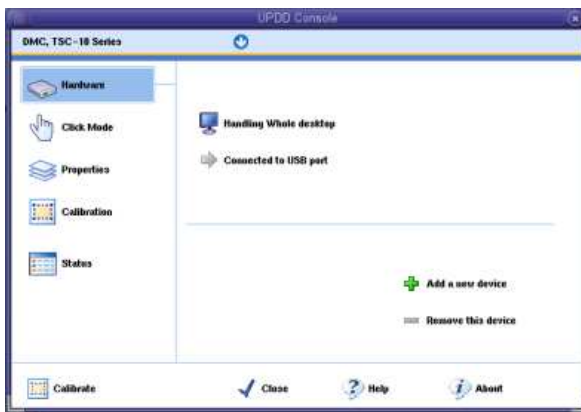 UPDD Console
DMC, TSC-10 Series
Hardware
Click Mode
Properties
Calibration
Status
Handling Whole desktop
Connected to USB port
Add a new device
Remove this device
Calibrate
Close
Help
About